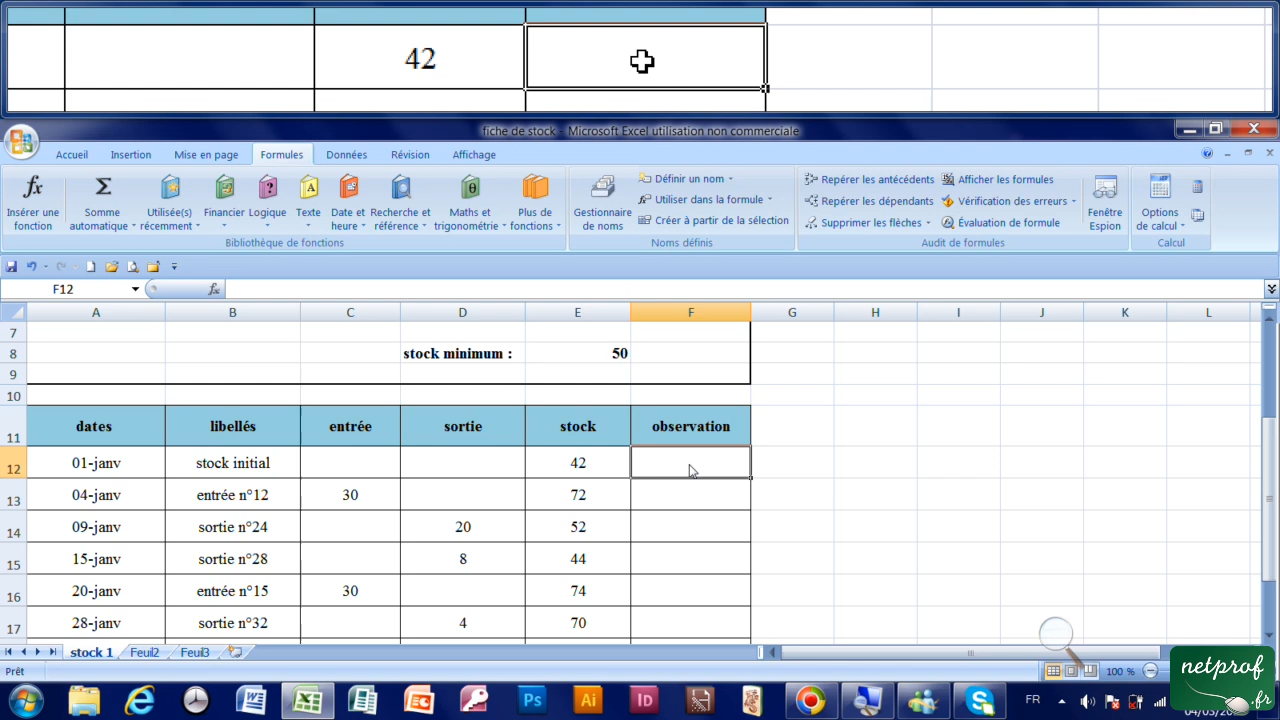 42
fiche de stock - Microsoft Excel utilisation non commerciale
Accueil Insertion Mise en page Formules Données Révision Affichage
fx Σ A ? θ
Insérer une fonction
Somme automatique
Utilisée(s) récemment
Financier
Logique
Texte
Date et heure
Recherche et référence
Maths et trigonométrie
Plus de fonctions
Bibliothèque de fonctions
Gestionnaire de noms
Définir un nom
Utiliser dans la formule
Créer à partir de la sélection
Noms définis
Repérer les antécédents
Repérer les dépendants
Supprimer les flèches
Afficher les formules
Vérification des erreurs
Évaluation de formule
Audit de formules
Fenêtre Espion
Options de calcul
Calcul
F12 fx
A B C D E F G H I J K L
7
8 stock minimum : 50
9
10
11 dates libellés entrée sortie stock observation
12 01-janv stock initial 42
13 04-janv entrée n°12 30 72
14 09-janv sortie n°24 20 52
15 15-janv sortie n°28 8 44
16 20-janv entrée n°15 30 74
17 28-janv sortie n°32 4 70
stock 1 Feuil2 Feuil3
Prêt 100 %
Ps Ai Id FR
netprof.fr